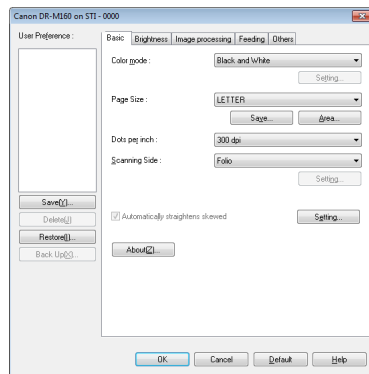 Canon DR-M160 on STI - 0000
User Preference :
Save(Y)...
Delete(J)
Restore(I)...
Back Up(X)...
Basic Brightness Image processing Feeding Others
Color mode : Black and White
Setting...
Page Size : LETTER
Save... Area...
Dots per inch : 300 dpi
Scanning Side : Folio
Setting...
Automatically straightens skewed Setting...
About(Z)...
OK Cancel Default Help